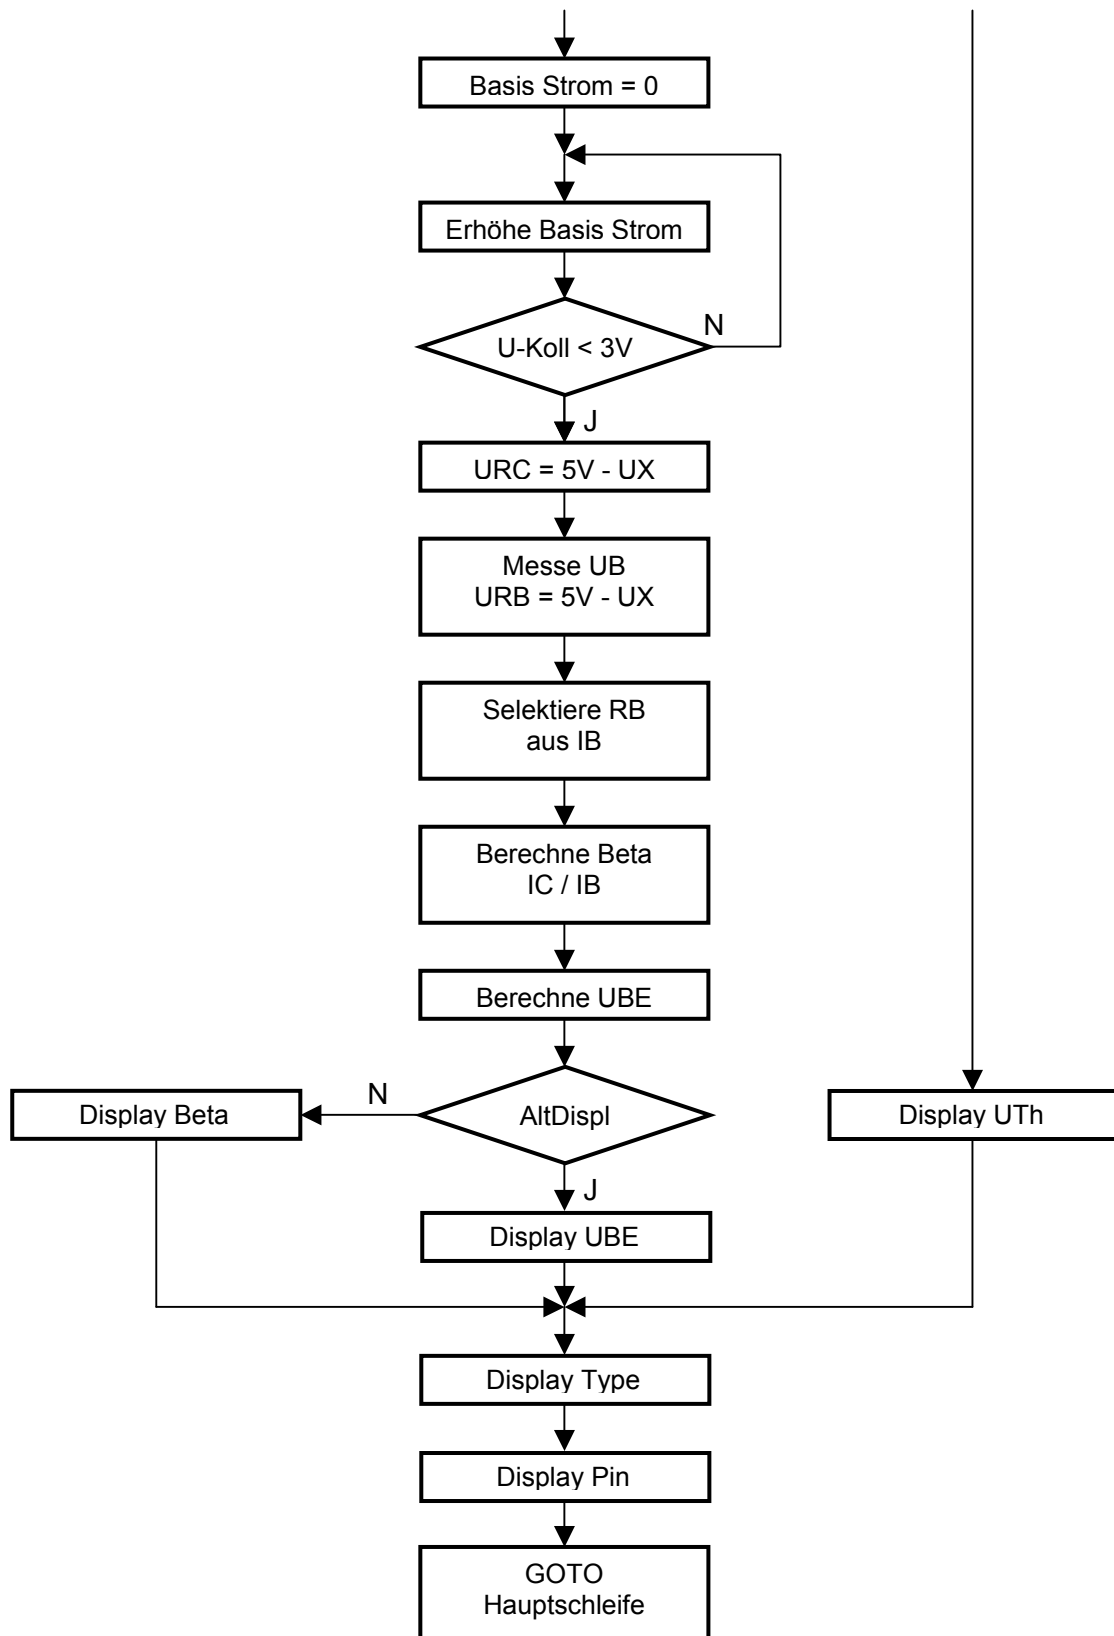 Basis Strom = 0
Erhöhe Basis Strom
N
U-Koll < 3V
J
URC = 5V - UX
Messe UB
URB = 5V - UX
Selektiere RB
aus IB
Berechne Beta
IC / IB
Berechne UBE
N
Display Beta
AltDispl
Display UTh
J
Display UBE
Display Type
Display Pin
GOTO
Hauptschleife